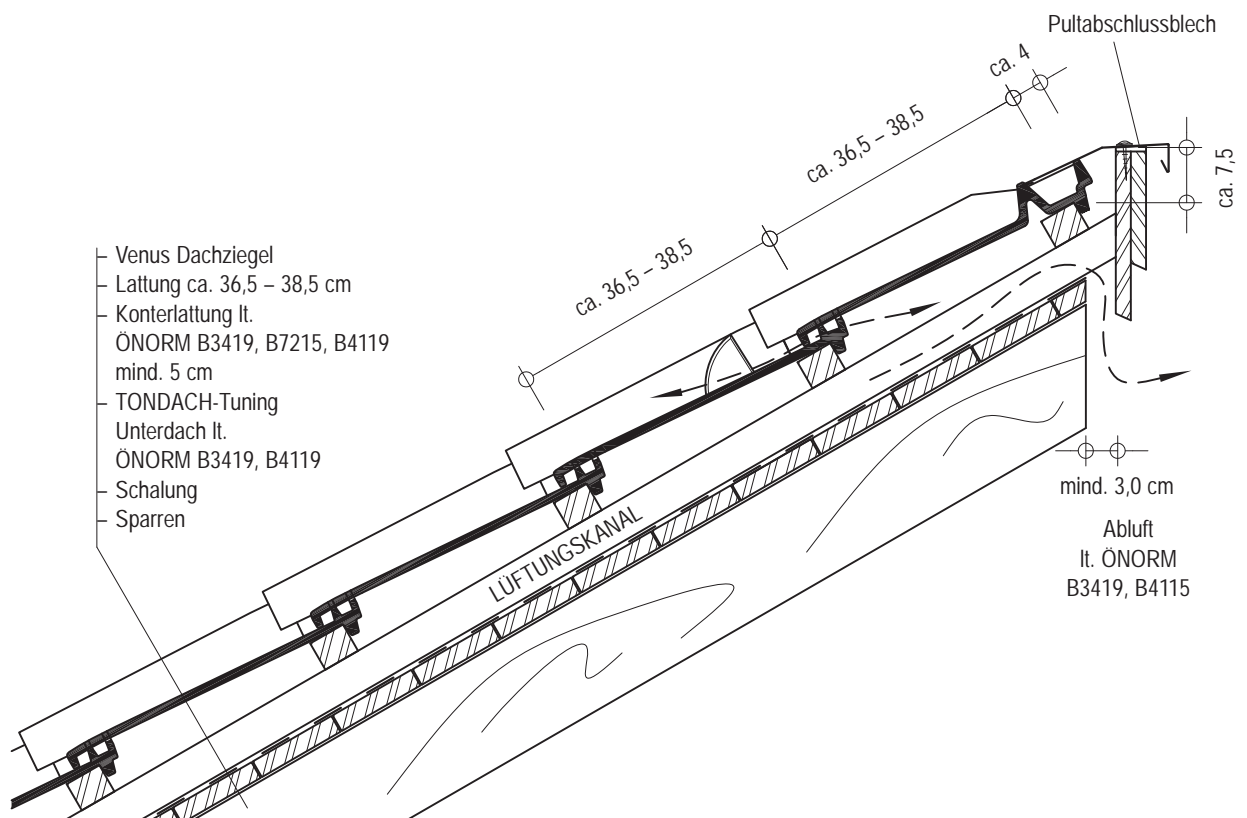 Pultabschlussblech
ca. 4
ca. 36,5 – 38,5
ca. 7,5
ca. 36,5 – 38,5
Venus Dachziegel
Lattung ca. 36,5 – 38,5 cm
Konterlattung lt.
ÖNORM B3419, B7215, B4119
mind. 5 cm
TONDACH-Tuning
Unterdach lt.
ÖNORM B3419, B4119
Schalung
Sparren
LÜFTUNGSKANAL
mind. 3,0 cm
Abluft
lt. ÖNORM
B3419, B4115